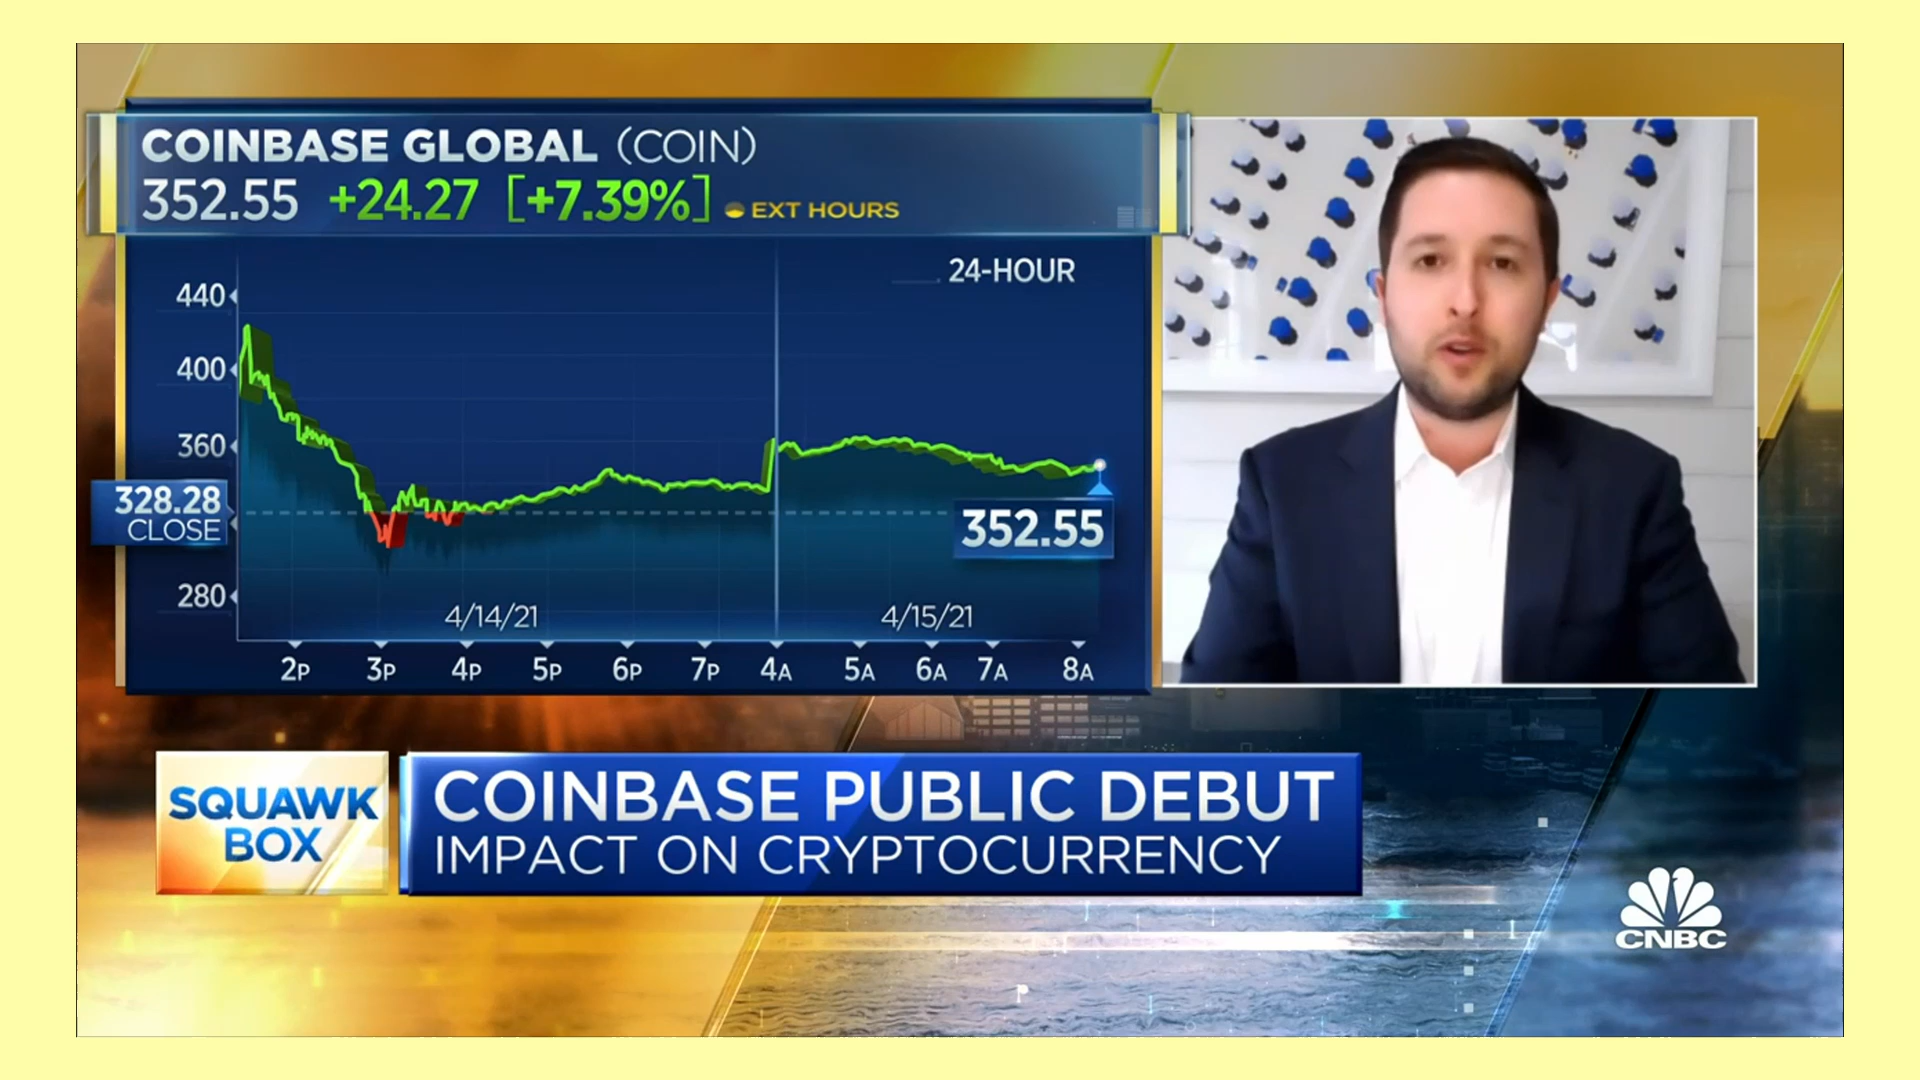 COINBASE GLOBAL (COIN)
352.55 +24.27 [+7.39%] EXT HOURS
24-HOUR
440
400
360
328.28
CLOSE
280
352.55
4/14/21 4/15/21
2P 3P 4P 5P 6P 7P 4A 5A 6A 7A 8A
SQUAWK
BOX
COINBASE PUBLIC DEBUT
IMPACT ON CRYPTOCURRENCY
CNBC